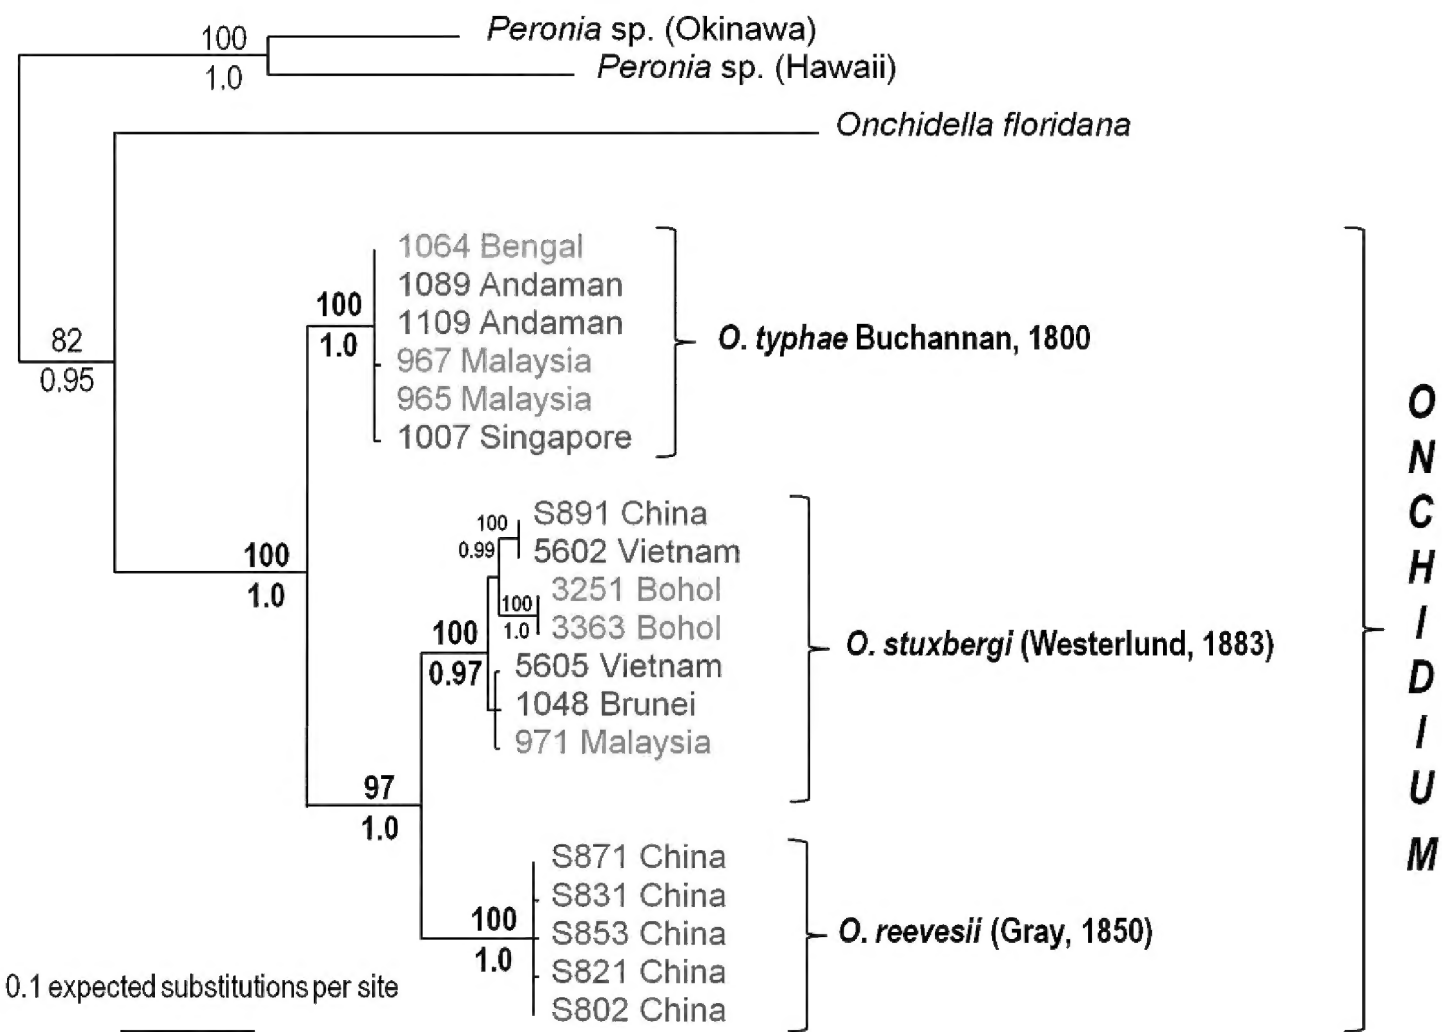 Peronia sp. (Okinawa)
100
1.0
Peronia sp. (Hawaii)
Onchidella floridana
1064 Bengal
1089 Andaman
1109 Andaman
967 Malaysia
965 Malaysia
1007 Singapore
100
1.0
O. typhae Buchannan, 1800
82
0.95
100
1.0
S891 China
5602 Vietnam
100
0.99
3251 Bohol
3363 Bohol
100
1.0
100
0.97
5605 Vietnam
1048 Brunei
971 Malaysia
O. stuxbergi (Westerlund, 1883)
97
1.0
S871 China
S831 China
S853 China
S821 China
S802 China
100
1.0
O. reevesii (Gray, 1850)
ONCHIDIUM
0.1 expected substitutions per site